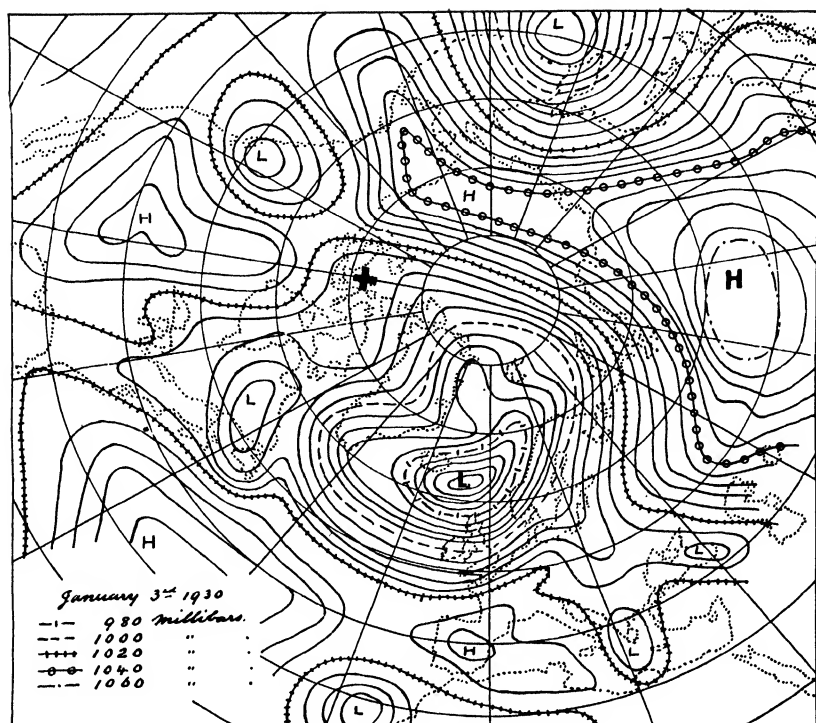 L
L
H
H
H
L
L
H
L
L
H
L
January 3rd 1930
980 Millibars.
1000 " "
1020 " "
1040 " "
1060 " "